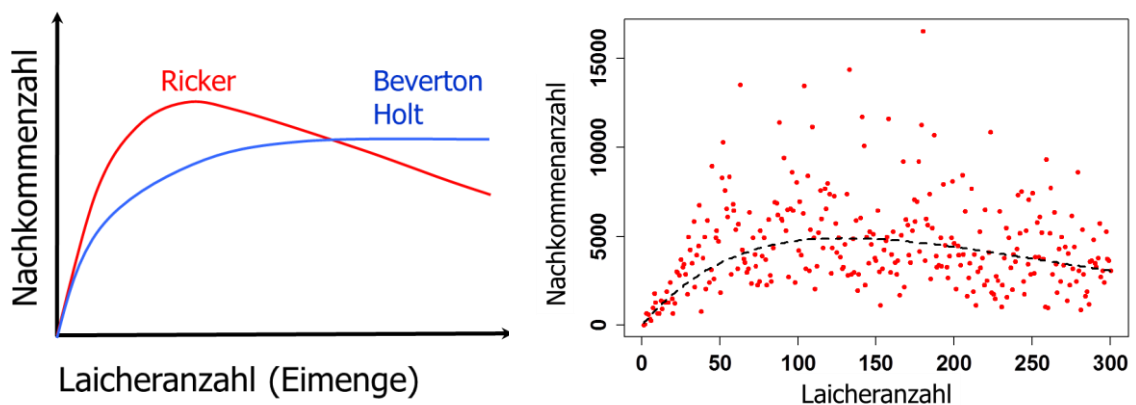 Nachkommenzahl
Ricker
Beverton
Holt
Laicheranzahl (Eimenge)
Nachkommenanzahl
15000
10000
5000
0
0
50
100
150
200
250
300
Laicheranzahl